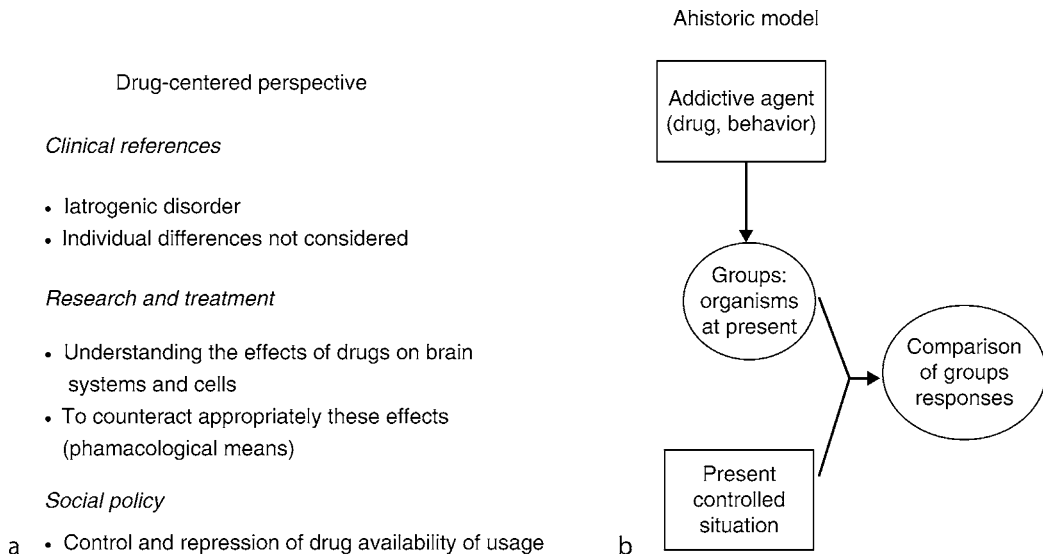 Drug-centered perspective
Clinical references
• Iatrogenic disorder
• Individual differences not considered
Research and treatment
• Understanding the effects of drugs on brain
systems and cells
• To counteract appropriately these effects
(phamacological means)
Social policy
a • Control and repression of drug availability of usage
Ahistoric model
Addictive agent
(drug, behavior)
Groups:
organisms
at present
Comparison
of groups
responses
Present
controlled
situation
b